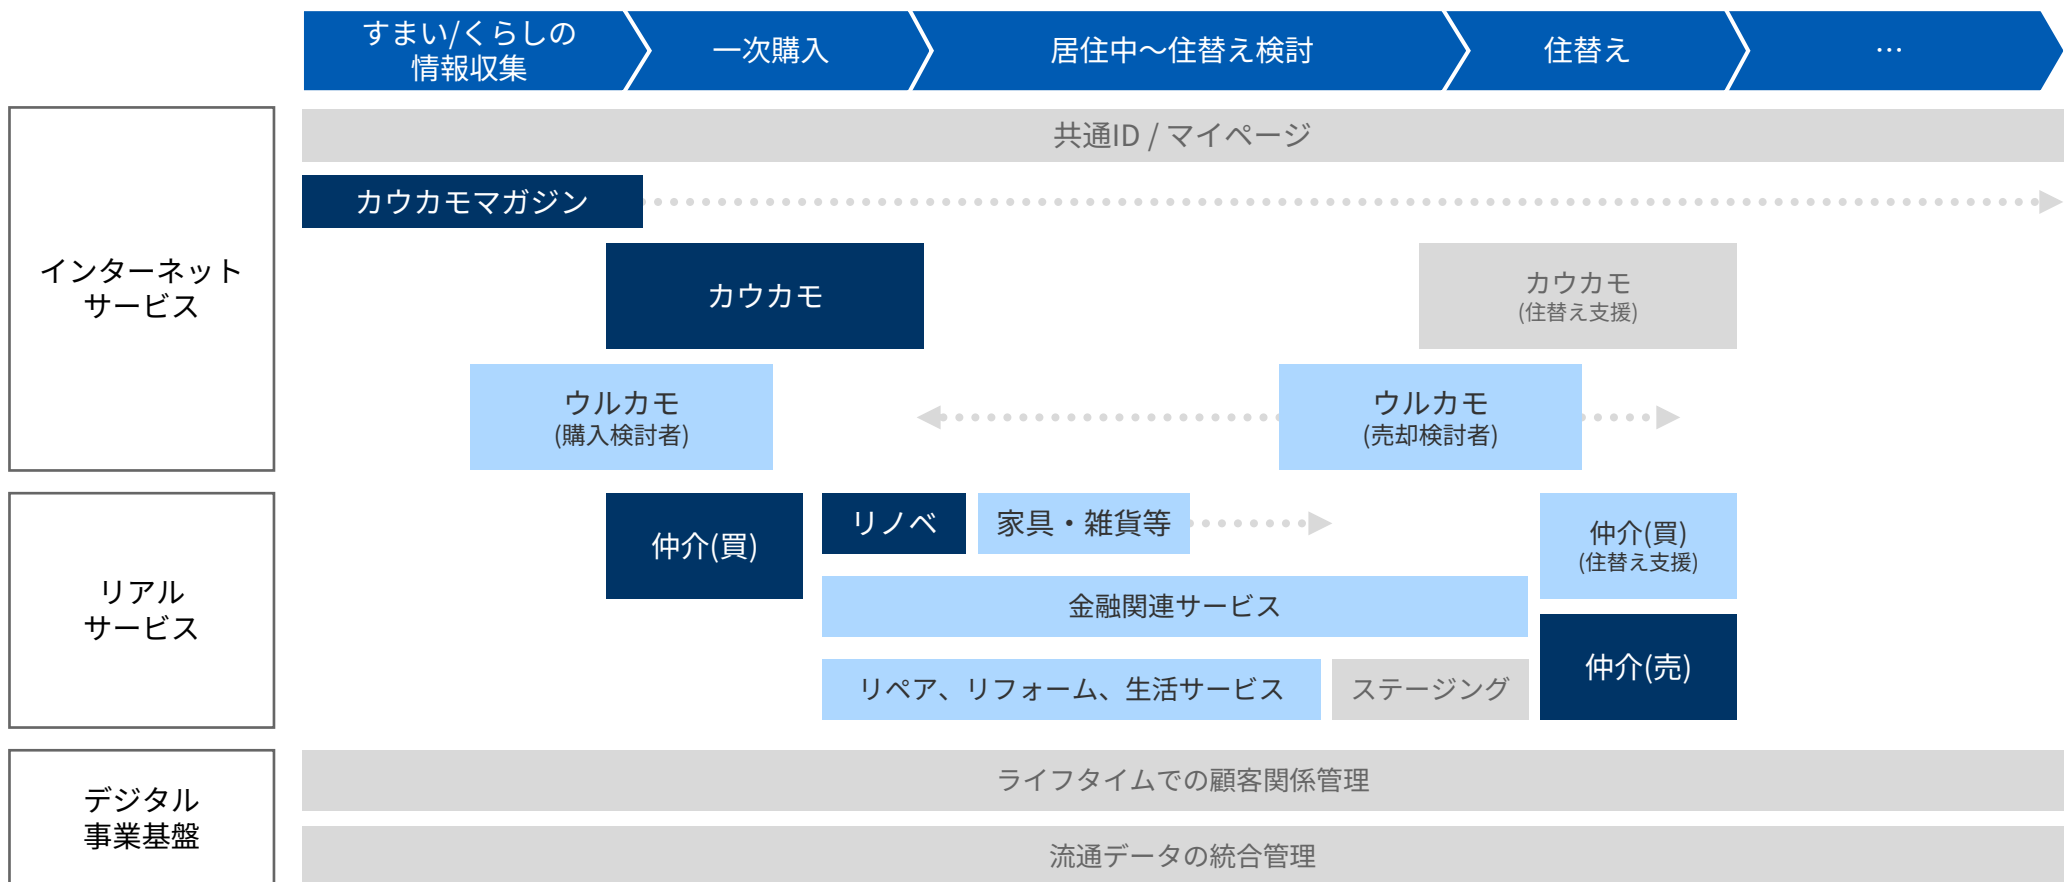 すまい/くらしの
情報収集
一次購入
居住中～住替え検討
住替え
…
インターネット
サービス
共通ID / マイページ
カウカモマガジン
カウカモ
カウカモ
(住替え支援)
ウルカモ
(購入検討者)
ウルカモ
(売却検討者)
リアル
サービス
仲介(買)
リノベ
家具・雑貨等
仲介(買)
(住替え支援)
金融関連サービス
仲介(売)
リペア、リフォーム、生活サービス
ステージング
デジタル
事業基盤
ライフタイムでの顧客関係管理
流通データの統合管理